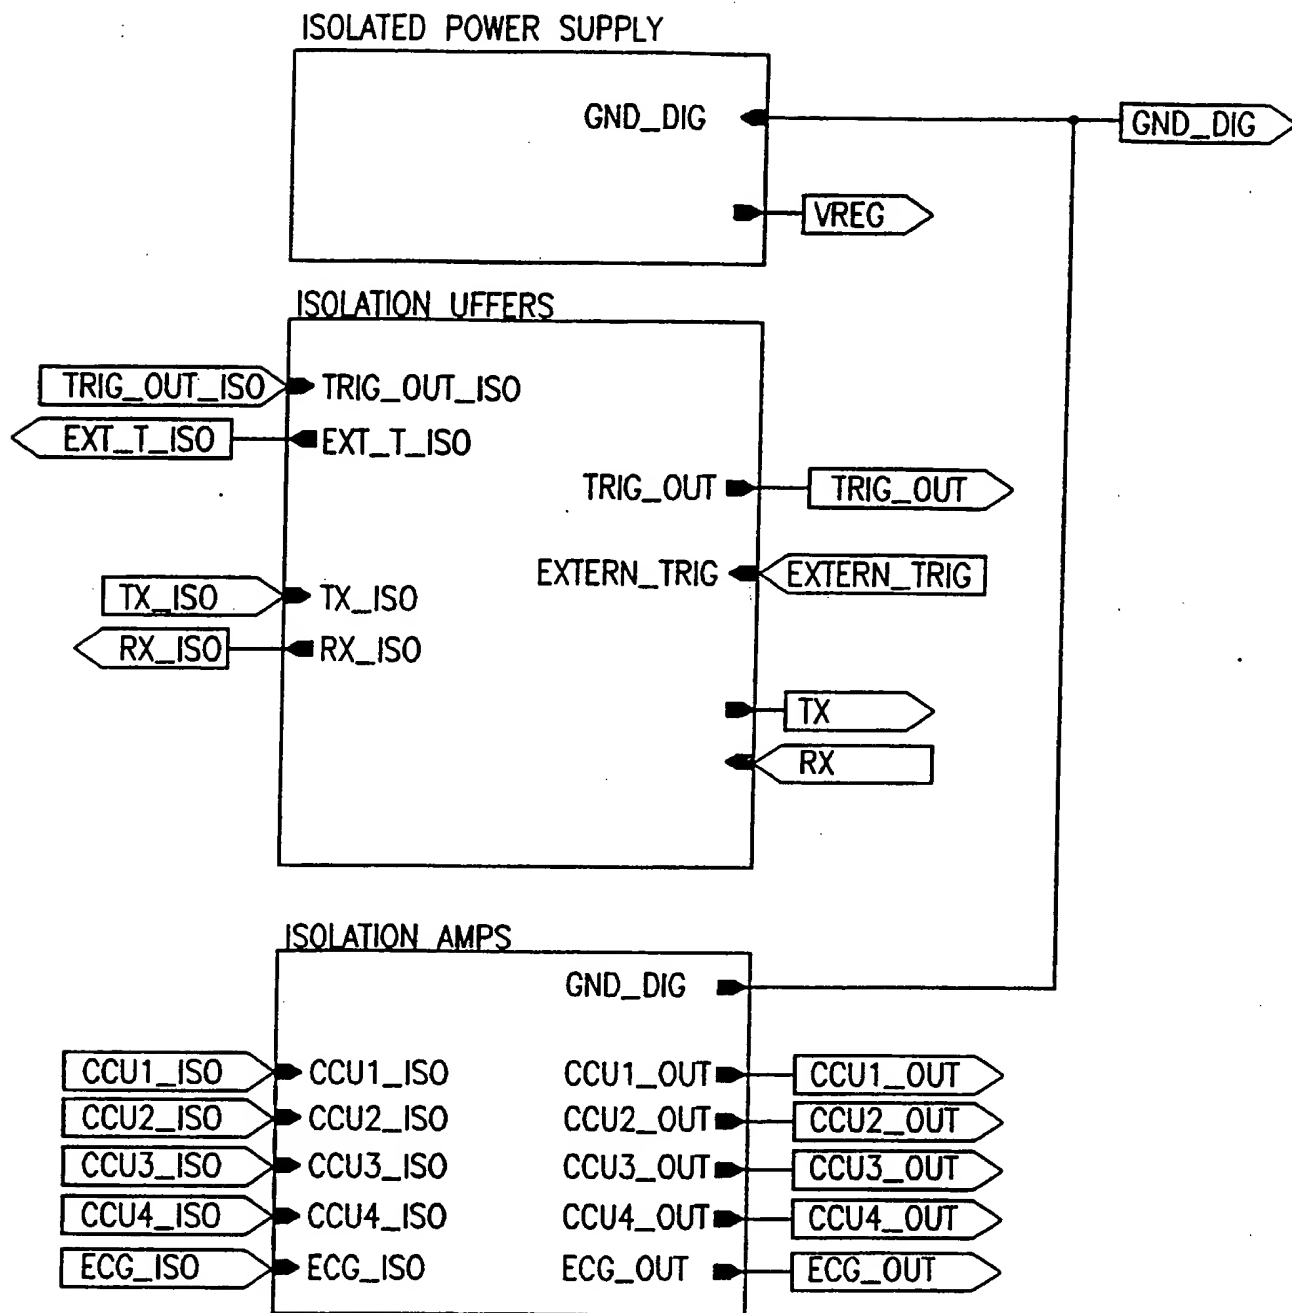 ISOLATED POWER SUPPLY
GND_DIG
GND_DIG
VREG
ISOLATION UFFERS
TRIG_OUT_ISO
TRIG_OUT_ISO
EXT_T_ISO
EXT_T_ISO
TRIG_OUT
TRIG_OUT
EXTERN_TRIG
EXTERN_TRIG
TX_ISO
TX_ISO
RX_ISO
RX_ISO
TX
RX
ISOLATION AMPS
GND_DIG
CCU1_ISO
CCU1_ISO
CCU1_OUT
CCU1_OUT
CCU2_ISO
CCU2_ISO
CCU2_OUT
CCU2_OUT
CCU3_ISO
CCU3_ISO
CCU3_OUT
CCU3_OUT
CCU4_ISO
CCU4_ISO
CCU4_OUT
CCU4_OUT
ECG_ISO
ECG_ISO
ECG_OUT
ECG_OUT